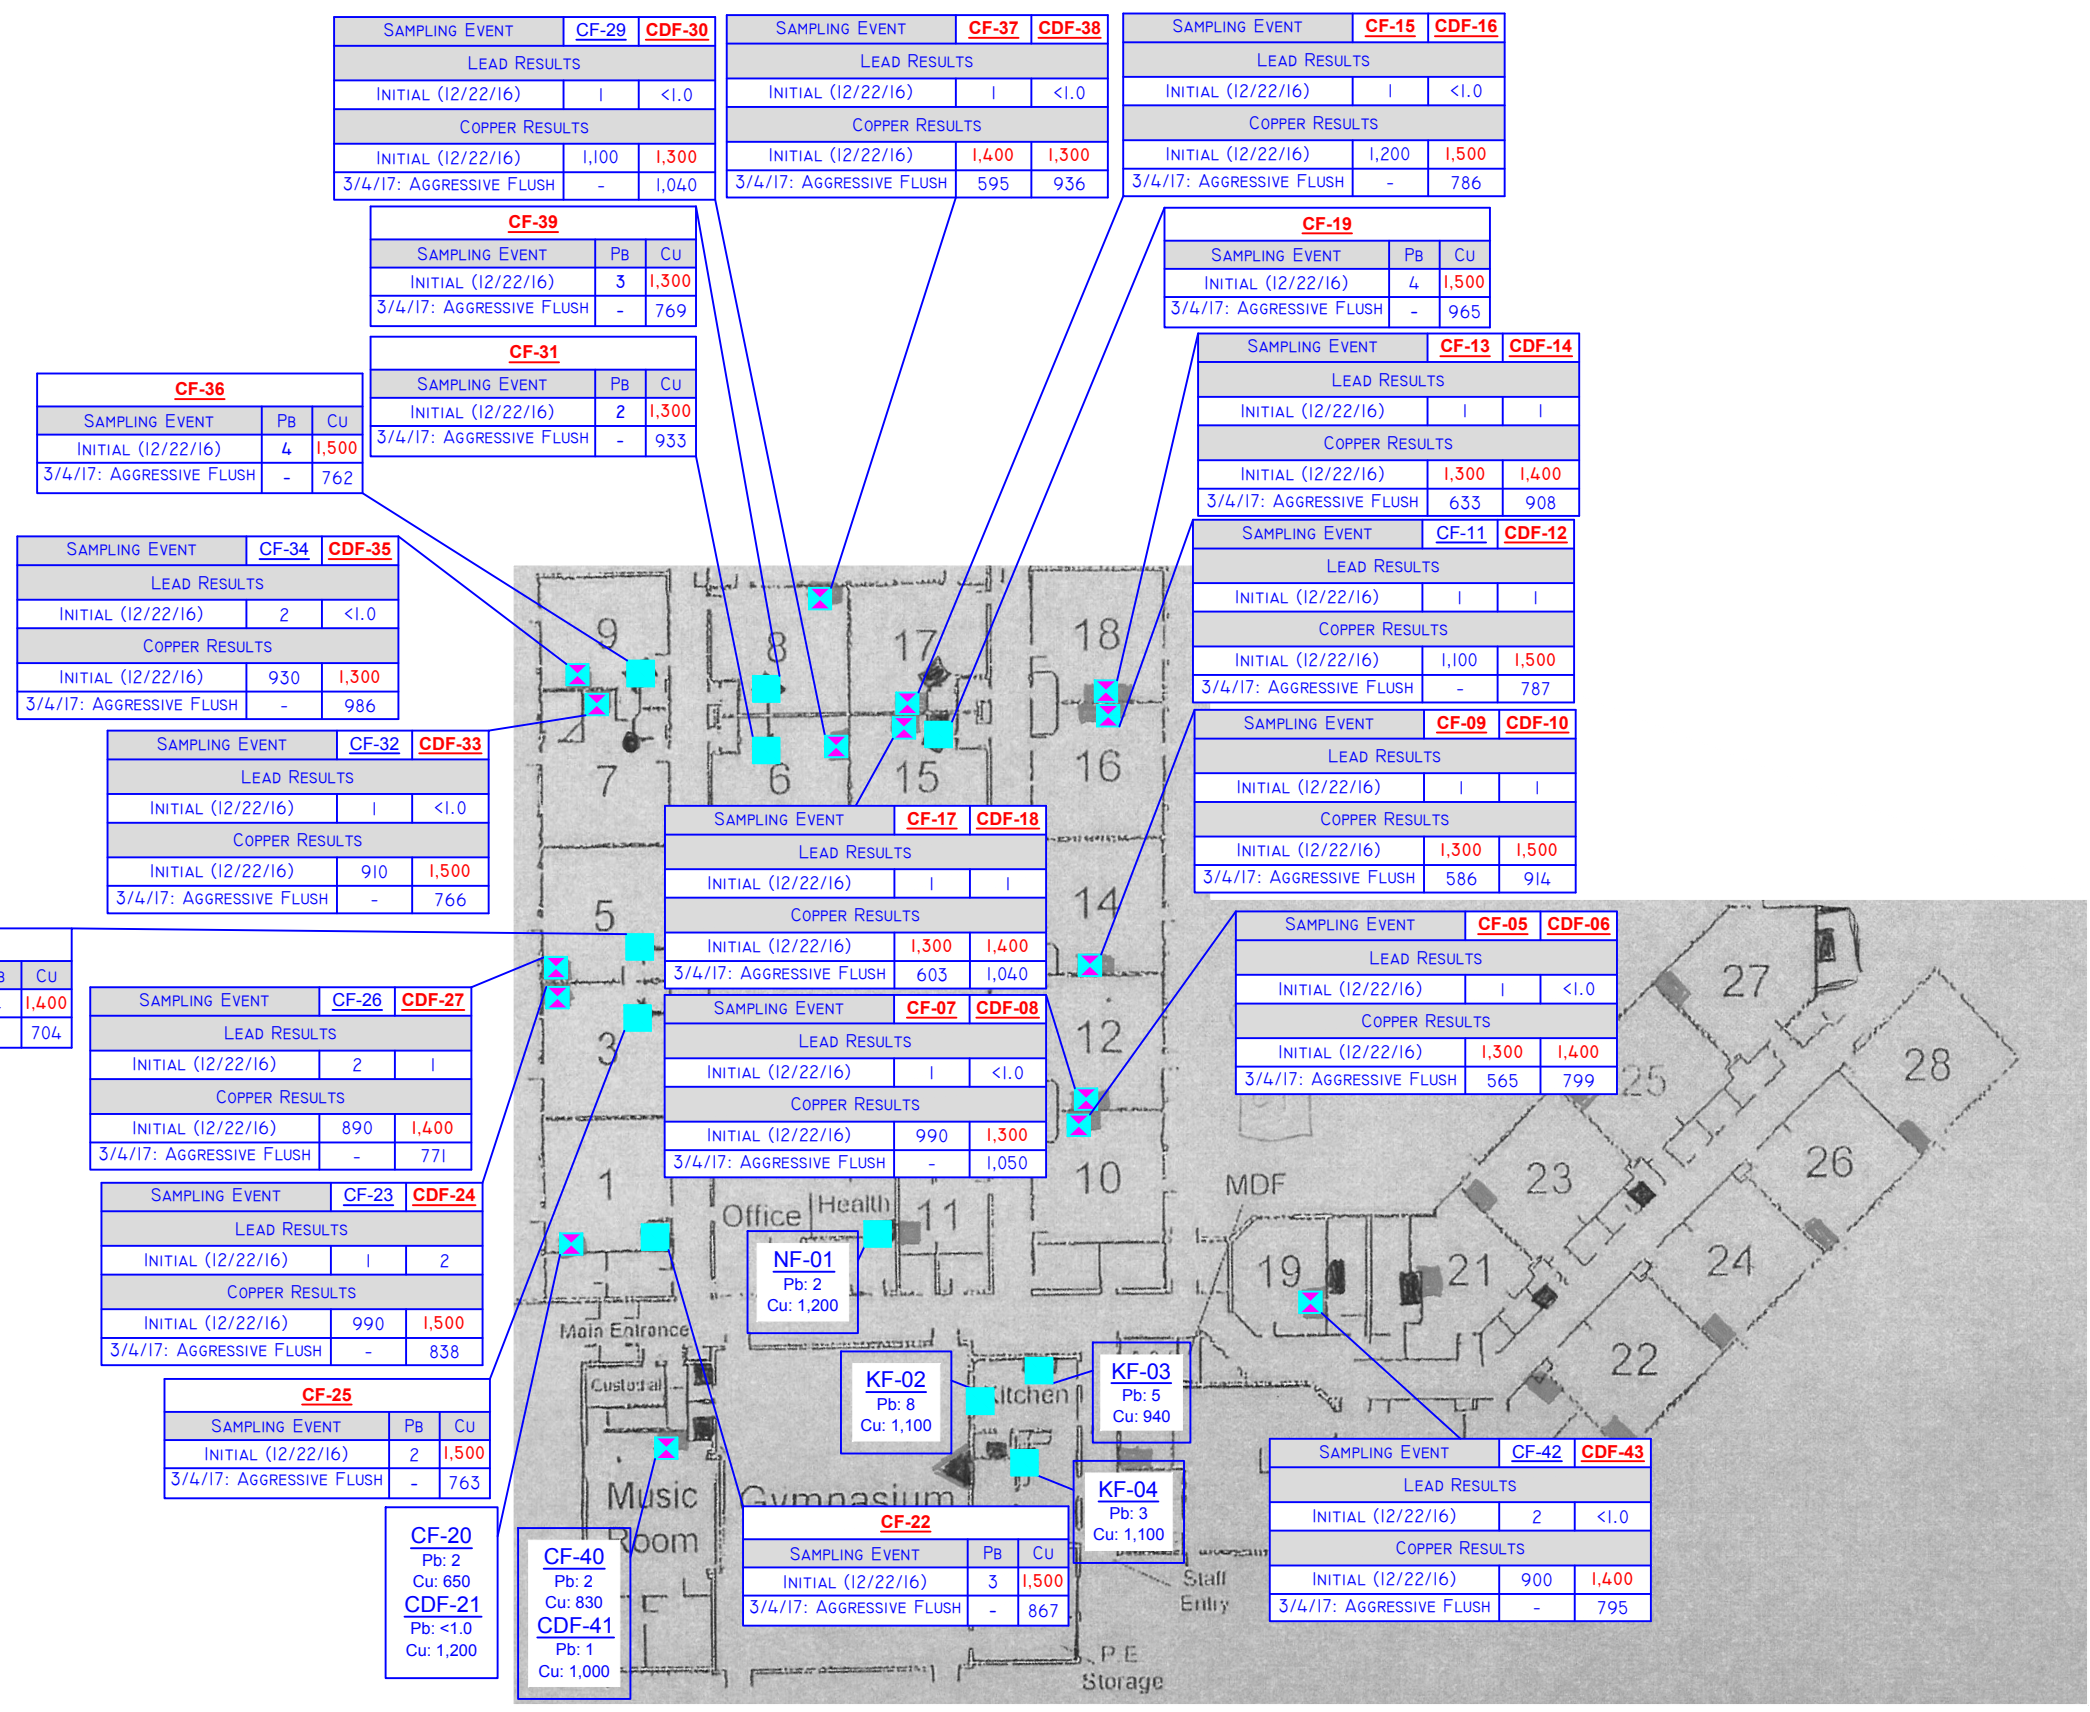 SAMPLING EVENT CF-29 CDF-30
LEAD RESULTS
INITIAL (12/22/16) 1 <1.0
COPPER RESULTS
INITIAL (12/22/16) 1,100 1,300
3/4/17: AGGRESSIVE FLUSH - 1,040
SAMPLING EVENT CF-37 CDF-38
LEAD RESULTS
INITIAL (12/22/16) 1 <1.0
COPPER RESULTS
INITIAL (12/22/16) 1,400 1,300
3/4/17: AGGRESSIVE FLUSH 595 936
SAMPLING EVENT CF-15 CDF-16
LEAD RESULTS
INITIAL (12/22/16) 1 <1.0
COPPER RESULTS
INITIAL (12/22/16) 1,200 1,500
3/4/17: AGGRESSIVE FLUSH - 786
CF-39
SAMPLING EVENT PB CU
INITIAL (12/22/16) 3 1,300
3/4/17: AGGRESSIVE FLUSH - 769
CF-19
SAMPLING EVENT PB CU
INITIAL (12/22/16) 4 1,500
3/4/17: AGGRESSIVE FLUSH - 965
CF-31
SAMPLING EVENT PB CU
INITIAL (12/22/16) 2 1,300
3/4/17: AGGRESSIVE FLUSH - 933
SAMPLING EVENT CF-13 CDF-14
LEAD RESULTS
INITIAL (12/22/16) 1 1
COPPER RESULTS
INITIAL (12/22/16) 1,300 1,400
3/4/17: AGGRESSIVE FLUSH 633 908
CF-36
SAMPLING EVENT PB CU
INITIAL (12/22/16) 4 1,500
3/4/17: AGGRESSIVE FLUSH - 762
SAMPLING EVENT CF-34 CDF-35
LEAD RESULTS
INITIAL (12/22/16) 2 <1.0
COPPER RESULTS
INITIAL (12/22/16) 930 1,300
3/4/17: AGGRESSIVE FLUSH - 986
SAMPLING EVENT CF-11 CDF-12
LEAD RESULTS
INITIAL (12/22/16) 1 1
COPPER RESULTS
INITIAL (12/22/16) 1,100 1,500
3/4/17: AGGRESSIVE FLUSH - 787
9
8
17
18
7
6
15
16
SAMPLING EVENT CF-32 CDF-33
LEAD RESULTS
INITIAL (12/22/16) 1 <1.0
COPPER RESULTS
INITIAL (12/22/16) 910 1,500
3/4/17: AGGRESSIVE FLUSH - 766
SAMPLING EVENT CF-09 CDF-10
LEAD RESULTS
INITIAL (12/22/16) 1 1
COPPER RESULTS
INITIAL (12/22/16) 1,300 1,500
3/4/17: AGGRESSIVE FLUSH 586 914
SAMPLING EVENT CF-17 CDF-18
LEAD RESULTS
INITIAL (12/22/16) 1 1
COPPER RESULTS
INITIAL (12/22/16) 1,300 1,400
3/4/17: AGGRESSIVE FLUSH 603 1,040
5
14
CU
1,400
704
SAMPLING EVENT CF-05 CDF-06
LEAD RESULTS
INITIAL (12/22/16) 1 <1.0
COPPER RESULTS
INITIAL (12/22/16) 1,300 1,400
3/4/17: AGGRESSIVE FLUSH 565 799
27
28
25
SAMPLING EVENT CF-26 CDF-27
LEAD RESULTS
INITIAL (12/22/16) 2 1
COPPER RESULTS
INITIAL (12/22/16) 890 1,400
3/4/17: AGGRESSIVE FLUSH - 771
3
SAMPLING EVENT CF-07 CDF-08
LEAD RESULTS
INITIAL (12/22/16) 1 <1.0
COPPER RESULTS
INITIAL (12/22/16) 990 1,300
3/4/17: AGGRESSIVE FLUSH - 1,050
12
SAMPLING EVENT CF-23 CDF-24
LEAD RESULTS
INITIAL (12/22/16) 1 2
COPPER RESULTS
INITIAL (12/22/16) 990 1,500
3/4/17: AGGRESSIVE FLUSH - 838
1
Office
Health
11
10
MDF
23
26
19
21
24
22
NF-01
Pb: 2
Cu: 1,200
Main Entrance
Custodial
CF-25
SAMPLING EVENT PB CU
INITIAL (12/22/16) 2 1,500
3/4/17: AGGRESSIVE FLUSH - 763
KF-02
Pb: 8
Cu: 1,100
Kitchen
KF-03
Pb: 5
Cu: 940
KF-04
Pb: 3
Cu: 1,100
Music
Room
Gymnasium
CF-20
Pb: 2
Cu: 650
CDF-21
Pb: <1.0
Cu: 1,200
CF-40
Pb: 2
Cu: 830
CDF-41
Pb: 1
Cu: 1,000
CF-22
SAMPLING EVENT PB CU
INITIAL (12/22/16) 3 1,500
3/4/17: AGGRESSIVE FLUSH - 867
Staff
Entry
P.E
Storage
SAMPLING EVENT CF-42 CDF-43
LEAD RESULTS
INITIAL (12/22/16) 2 <1.0
COPPER RESULTS
INITIAL (12/22/16) 900 1,400
3/4/17: AGGRESSIVE FLUSH - 795